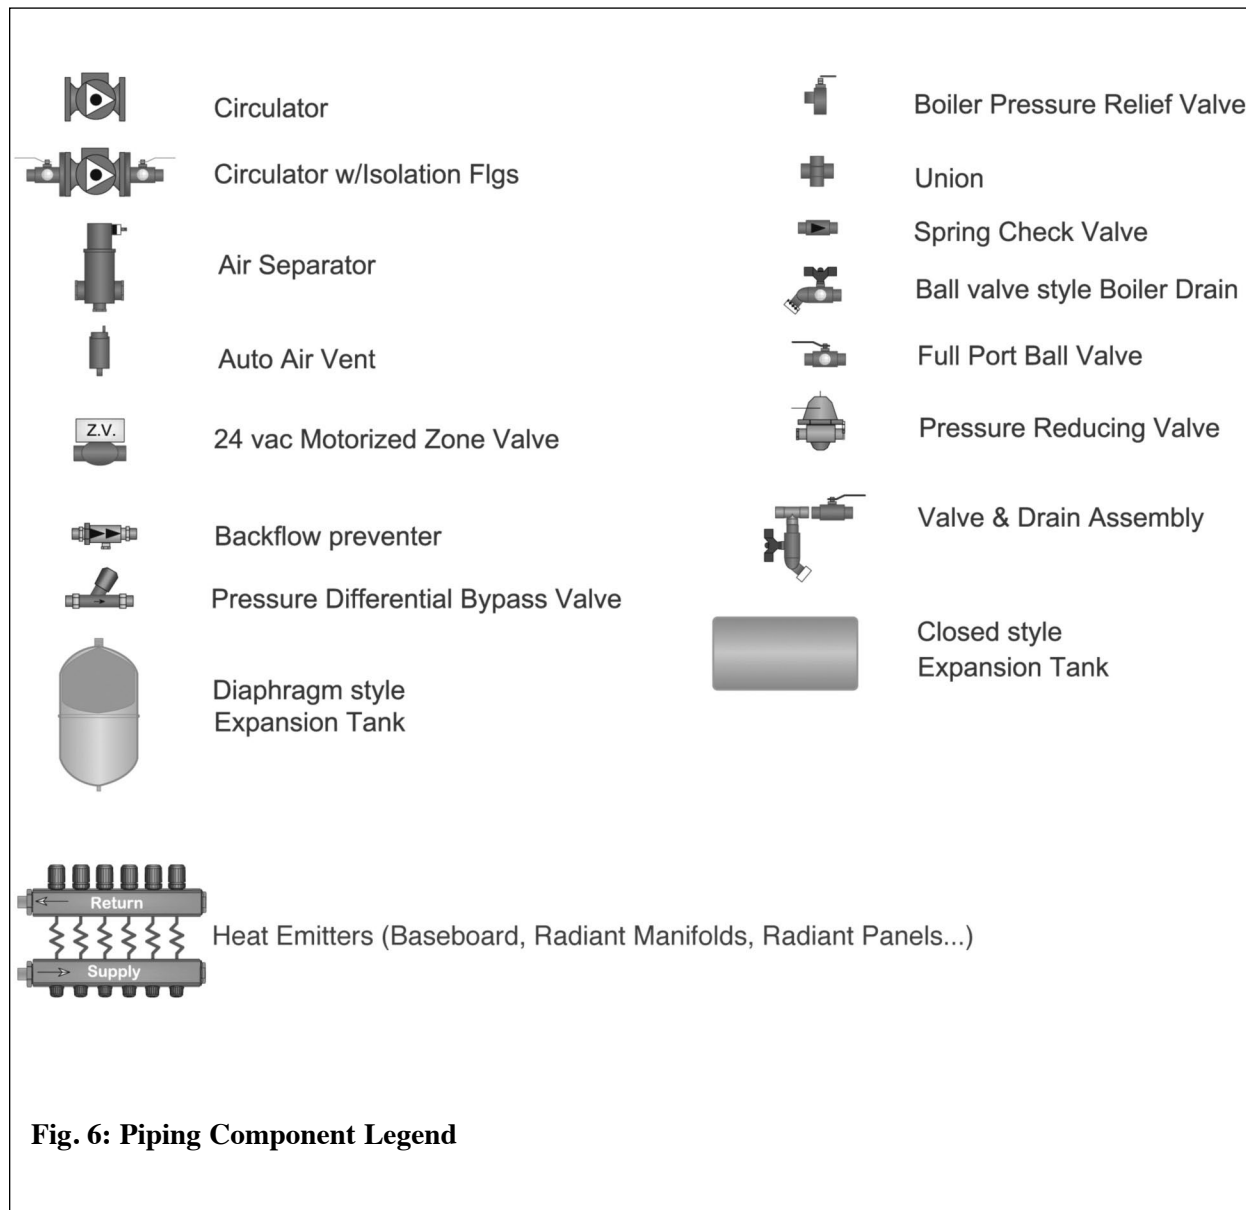 Circulator
Circulator w/Isolation Flgs
Air Separator
Auto Air Vent
Z.V.
24 vac Motorized Zone Valve
Backflow preventer
Pressure Differential Bypass Valve
Diaphragm style
Expansion Tank
Boiler Pressure Relief Valve
Union
Spring Check Valve
Ball valve style Boiler Drain
Full Port Ball Valve
Pressure Reducing Valve
Valve & Drain Assembly
Closed style
Expansion Tank
Return
Heat Emitters (Baseboard, Radiant Manifolds, Radiant Panels...)
Supply
Fig. 6: Piping Component Legend